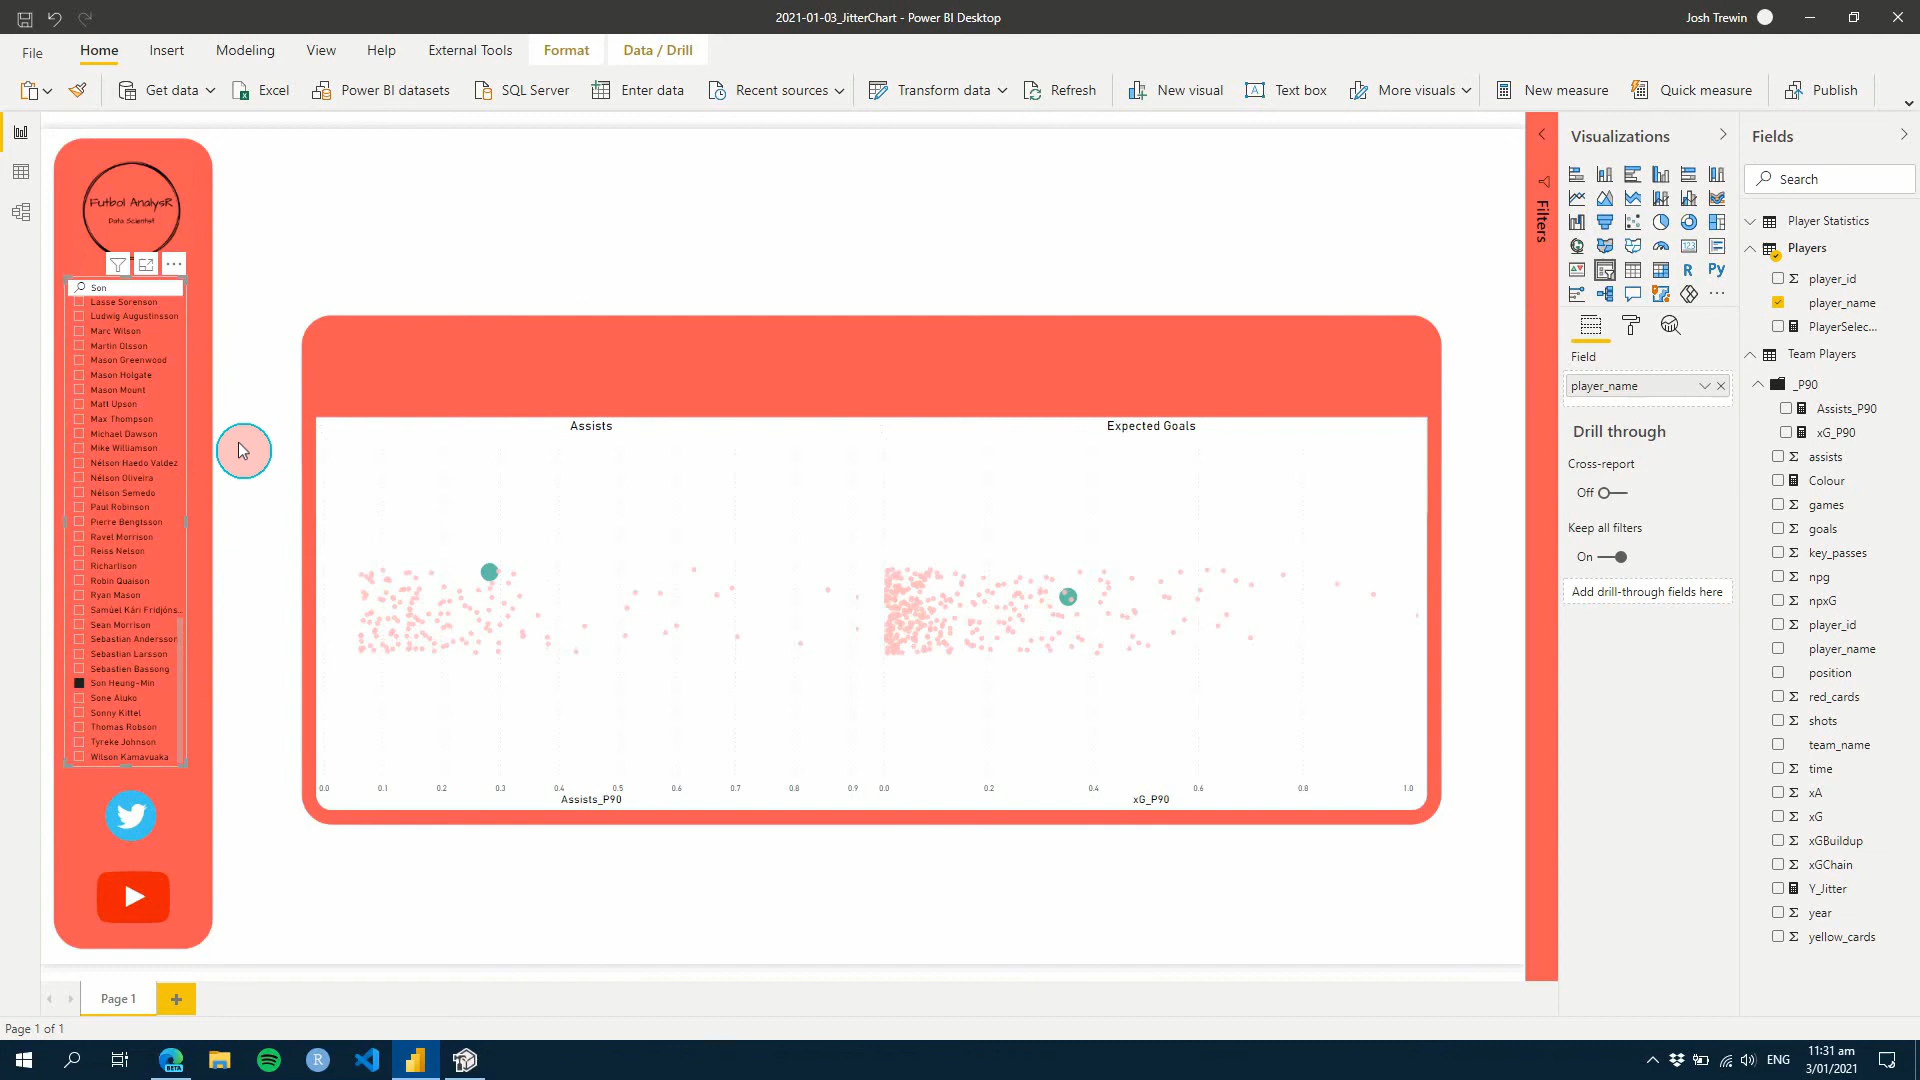 2021-01-03_JitterChart - Power BI Desktop
Josh Trewin
File
Home
Insert
Modeling
View
Help
External Tools
Format
Data / Drill
Get data
Excel
Power BI datasets
SQL Server
Enter data
Recent sources
Transform data
Refresh
New visual
Text box
More visuals
New measure
Quick measure
Publish
Futbol AnalysR
Data Scientist
Son
Lasse Sorenson
Ludwig Augustinsson
Marc Wilson
Martin Olsson
Mason Greenwood
Mason Holgate
Mason Mount
Matt Upson
Max Thompson
Michael Dawson
Mike Williamson
Nélson Haedo Valdez
Nélson Oliveira
Nélson Semedo
Paul Robinson
Pierre Bengtsson
Ravel Morrison
Reiss Nelson
Richarlison
Robin Quaison
Ryan Mason
Samúel Kári Fridjóns...
Sean Morrison
Sebastian Andersson
Sebastian Larsson
Sebastien Bassong
Son Heung-Min
Sone Aluko
Sonny Kittel
Thomas Robson
Tyreke Johnson
Wilson Kamavuaka
Assists
0.0 0.1 0.2 0.3 0.4 0.5 0.6 0.7 0.8 0.9
Assists_P90
Expected Goals
0.0 0.2 0.4 0.6 0.8 1.0
xG_P90
Filters
Visualizations
R
Py
123
Field
player_name
Drill through
Cross-report
Off
Keep all filters
On
Add drill-through fields here
Fields
Search
Player Statistics
Players
player_id
player_name
PlayerSelec...
Team Players
_P90
Assists_P90
xG_P90
assists
Colour
games
goals
key_passes
npg
npxG
player_id
player_name
position
red_cards
shots
team_name
time
xA
xG
xGBuildup
xGChain
Y_Jitter
year
yellow_cards
Page 1
Page 1 of 1
BETA
R
ENG
11:31 am
3/01/2021